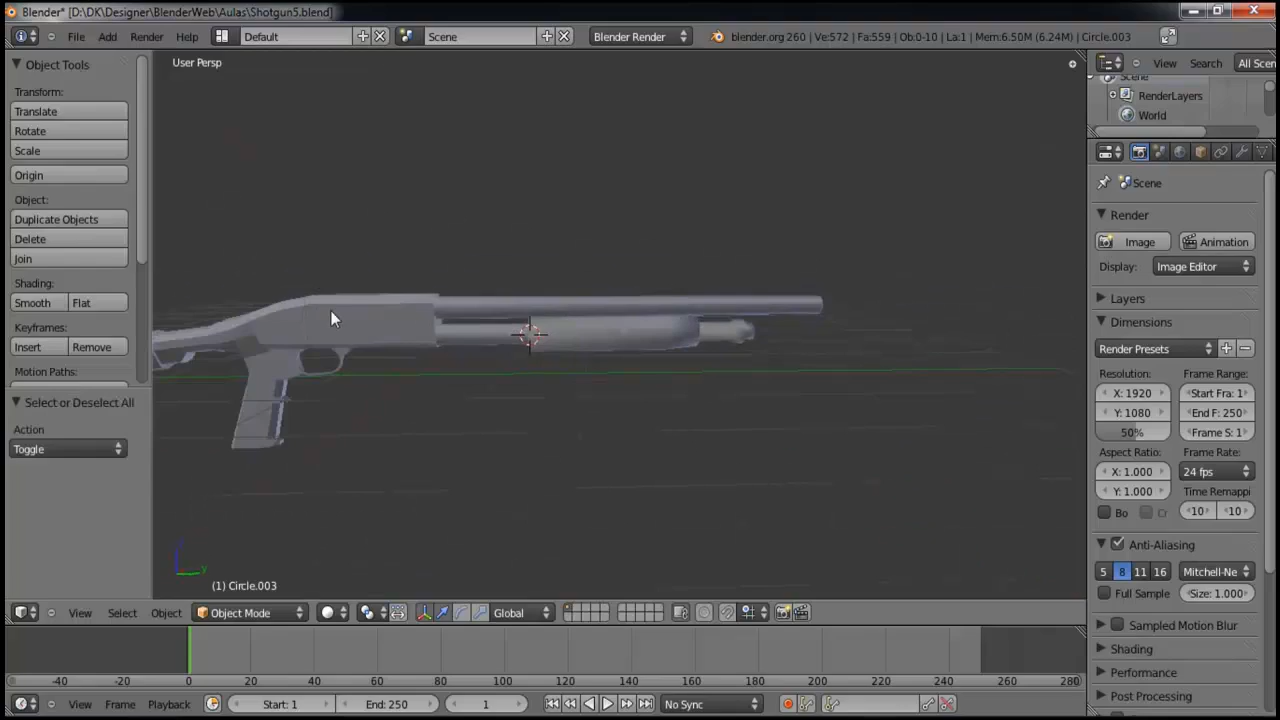 Blender* [D:\DK\Designer\BlenderWeb\Aulas\Shotgun5.blend]
File Add Render Help Default Scene Blender Render blender.org 260 | Ve:572 | Fa:559 | Ob:0-10 | La:1 | Mem:6.50M (6.24M) | Circle.003
Object Tools
Transform:
Translate
Rotate
Scale
Origin
Object:
Duplicate Objects
Delete
Join
Shading:
Smooth Flat
Keyframes:
Insert Remove
Motion Paths:
Select or Deselect All
Action
Toggle
User Persp
(1) Circle.003
y
View Select Object Object Mode Global
-40 -20 0 20 40 60 80 100 120 140 160 180 200 220 240 260 280
View Frame Playback Start: 1 End: 250 1 No Sync
View Search All Scen
Scene
RenderLayers
World
Scene
Render
Image Animation
Display: Image Editor
Layers
Dimensions
Render Presets
Resolution: Frame Range:
X: 1920 Start Fra: 1
Y: 1080 End F: 250
50% Frame S: 1
Aspect Ratio: Frame Rate:
X: 1.000 24 fps
Y: 1.000 Time Remappi
Bo Cr 10 10
Anti-Aliasing
5 8 11 16 Mitchell-Ne
Full Sample Size: 1.000
Sampled Motion Blur
Shading
Performance
Post Processing